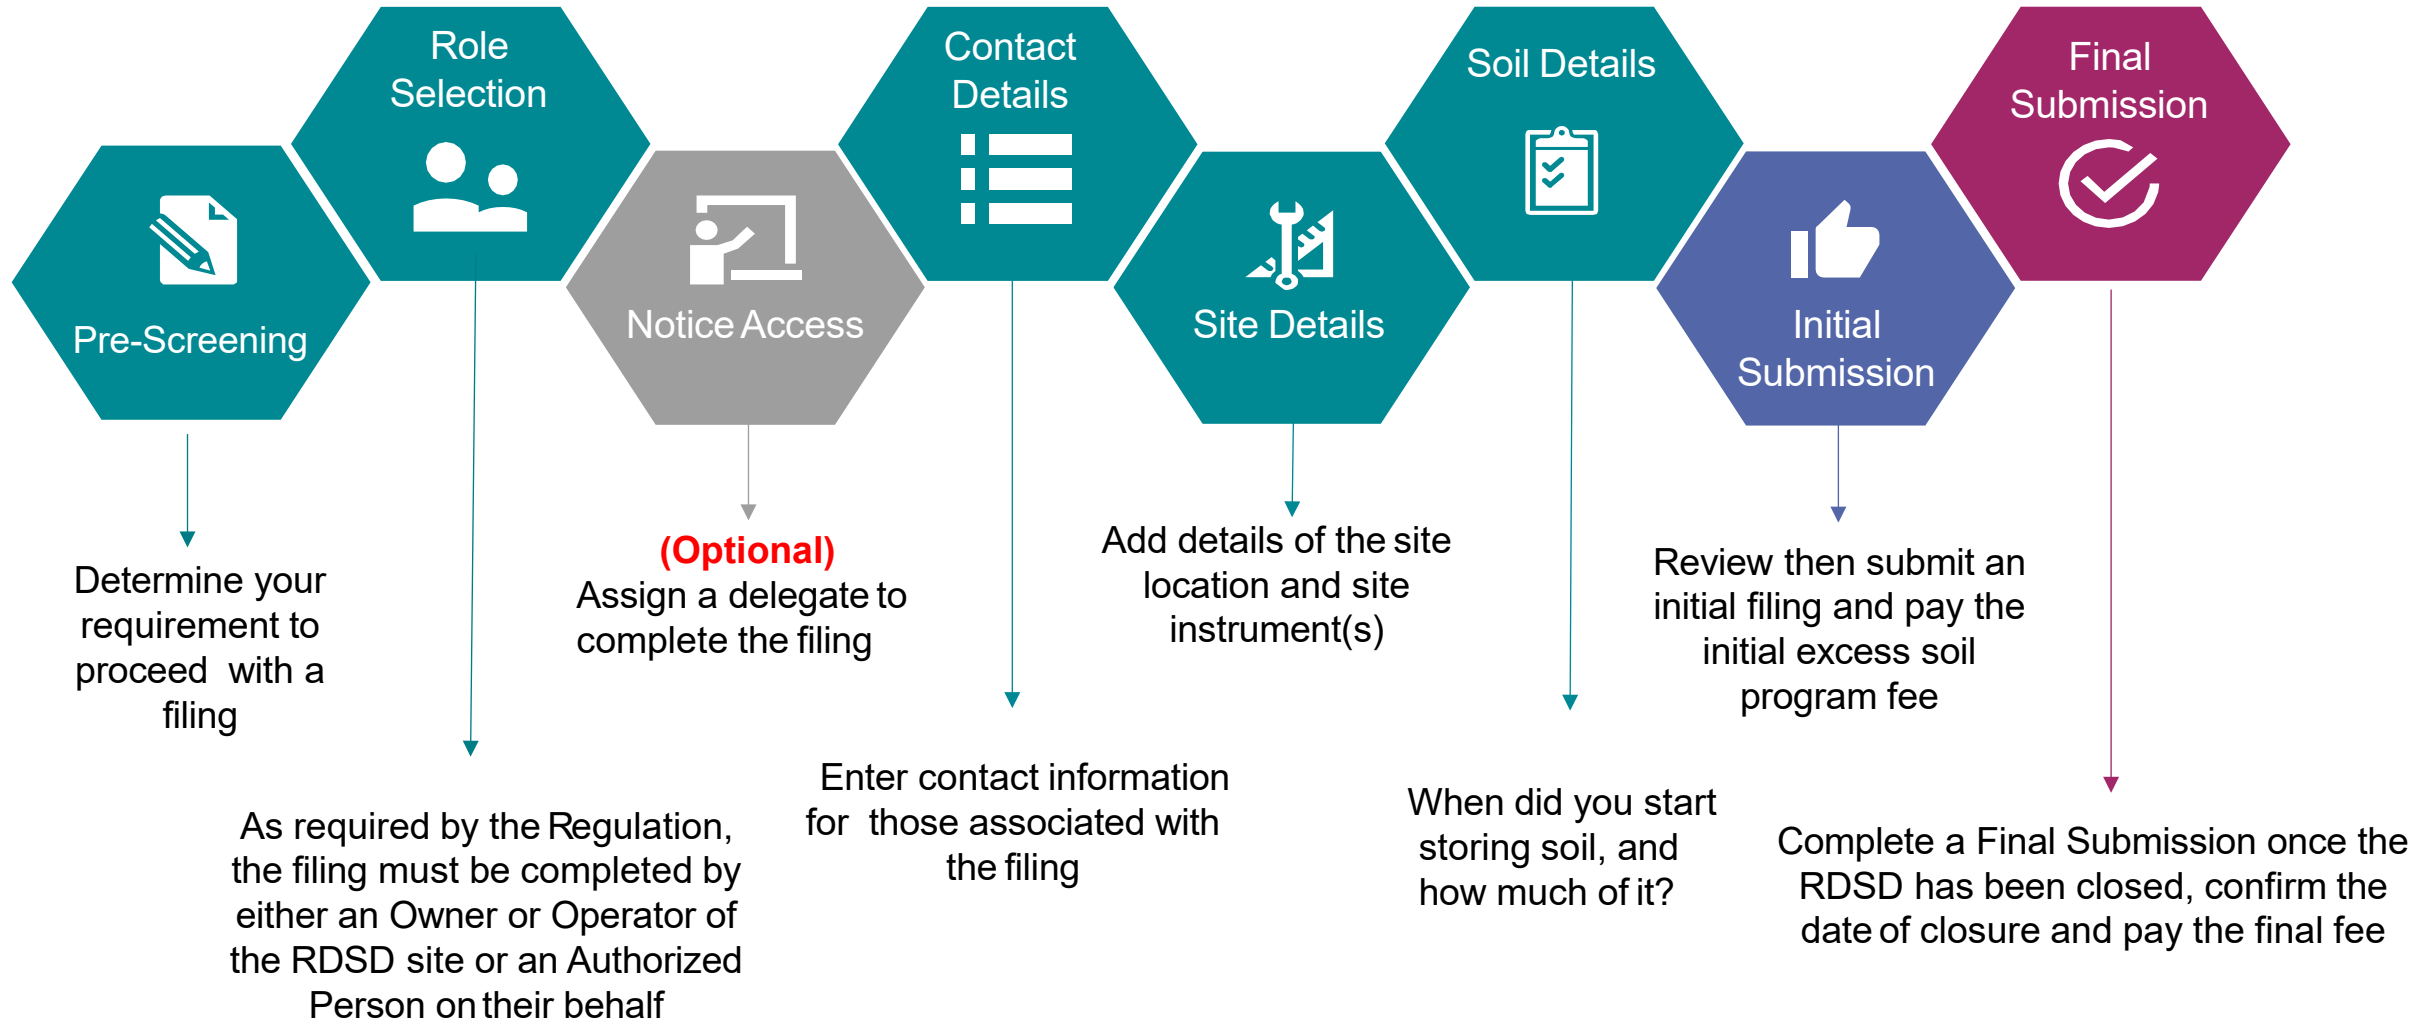 Pre-Screening
Determine your
requirement to
proceed with a
filing
Role
Selection
As required by the Regulation,
the filing must be completed by
either an Owner or Operator of
the RDSD site or an Authorized
Person on their behalf
Notice Access
(Optional)
Assign a delegate to
complete the filing
Contact
Details
Enter contact information
for those associated with
the filing
Site Details
Add details of the site
location and site
instrument(s)
Soil Details
When did you start
storing soil, and
how much of it?
Initial
Submission
Review then submit an
initial filing and pay the
initial excess soil
program fee
Final
Submission
Complete a Final Submission once the
RDSD has been closed, confirm the
date of closure and pay the final fee